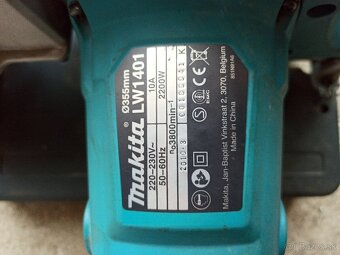 Ø355mm
makita LW1401
220-230V~ 10A
50-60Hz 2200W
n₀3800min⁻¹
K
Makita, Jan-Baptist Vinkstraat 2, 3070, Belgium
Made in China